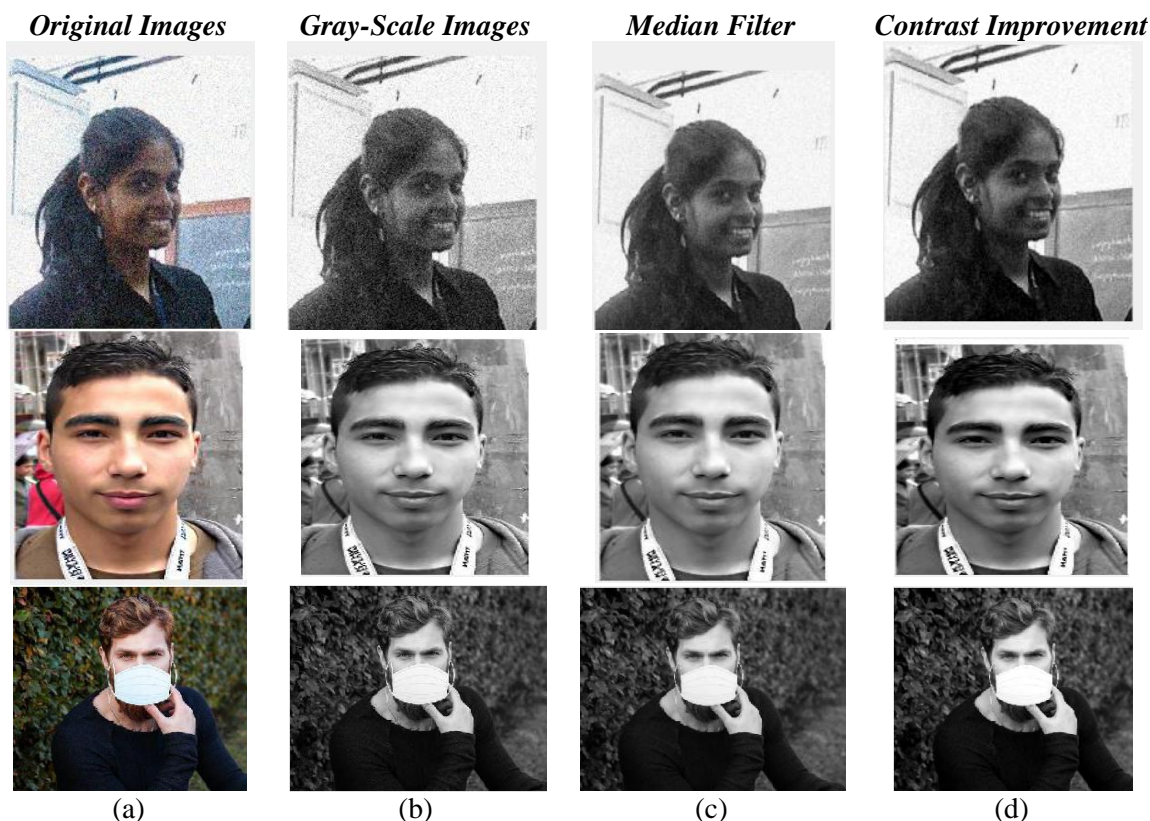 Original Images Gray-Scale Images Median Filter Contrast Improvement
(a) (b) (c) (d)